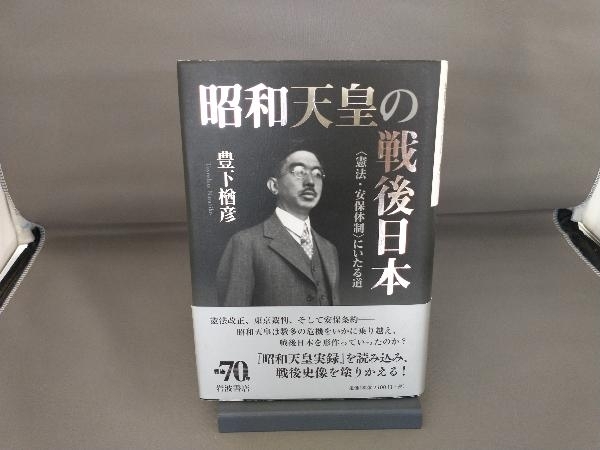 昭和天皇の
戦後日本
〈憲法・安保体制〉にいたる道
豊下楢彦
憲法改正、東京裁判、そして安保条約──
昭和天皇は数多の危機をいかに乗り越え、
戦後日本を形作っていったのか?
『昭和天皇実録』を読み込み、
戦後史像を塗りかえる!
戦後
70年
岩波書店